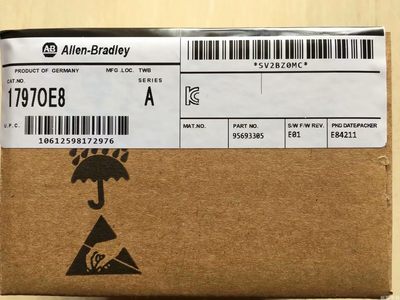 AB Allen-Bradley
PRODUCT OF GERMANY MFG.LOC. TWB
CAT.NO. SERIES
1797OE8 A
U.P.C.
10612598172976
*SV2BZ0MC*
MAT.NO. PART NO. S/W F/W REV. PKD DATE/PACKER
95693305 E01 E84211